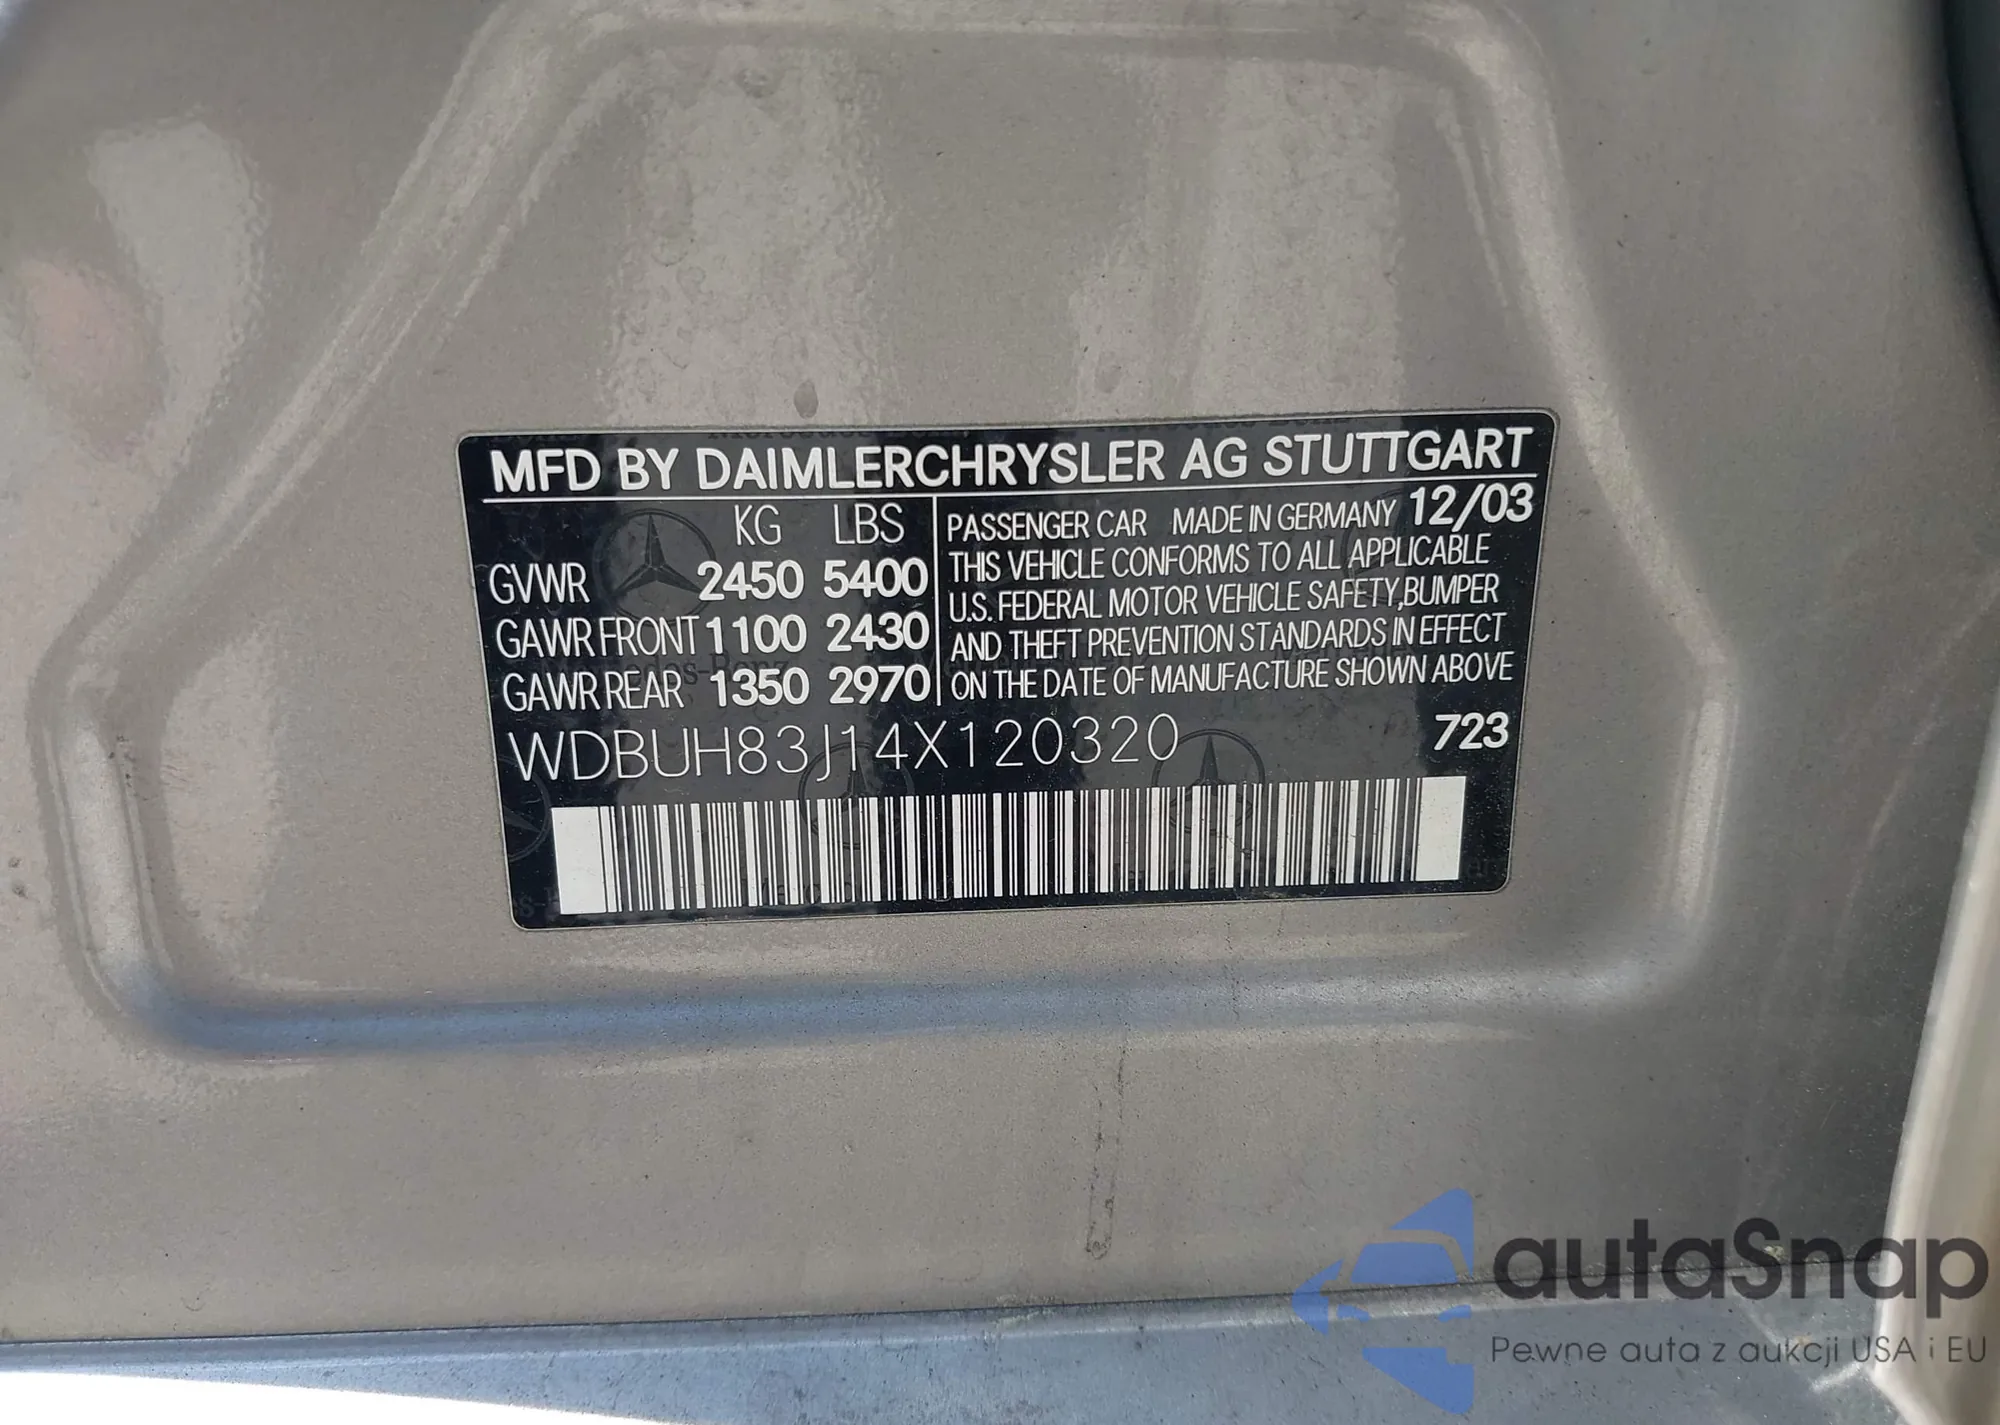 MFD BY DAIMLERCHRYSLER AG STUTTGART
KG LBS
GVWR 2450 5400
GAWR FRONT 1100 2430
GAWR REAR 1350 2970
PASSENGER CAR MADE IN GERMANY 12/03
THIS VEHICLE CONFORMS TO ALL APPLICABLE
U.S. FEDERAL MOTOR VEHICLE SAFETY, BUMPER
AND THEFT PREVENTION STANDARDS IN EFFECT
ON THE DATE OF MANUFACTURE SHOWN ABOVE
WDBUH83J14X120320 723
autaSnap
Pewne auta z aukcji USA i EU